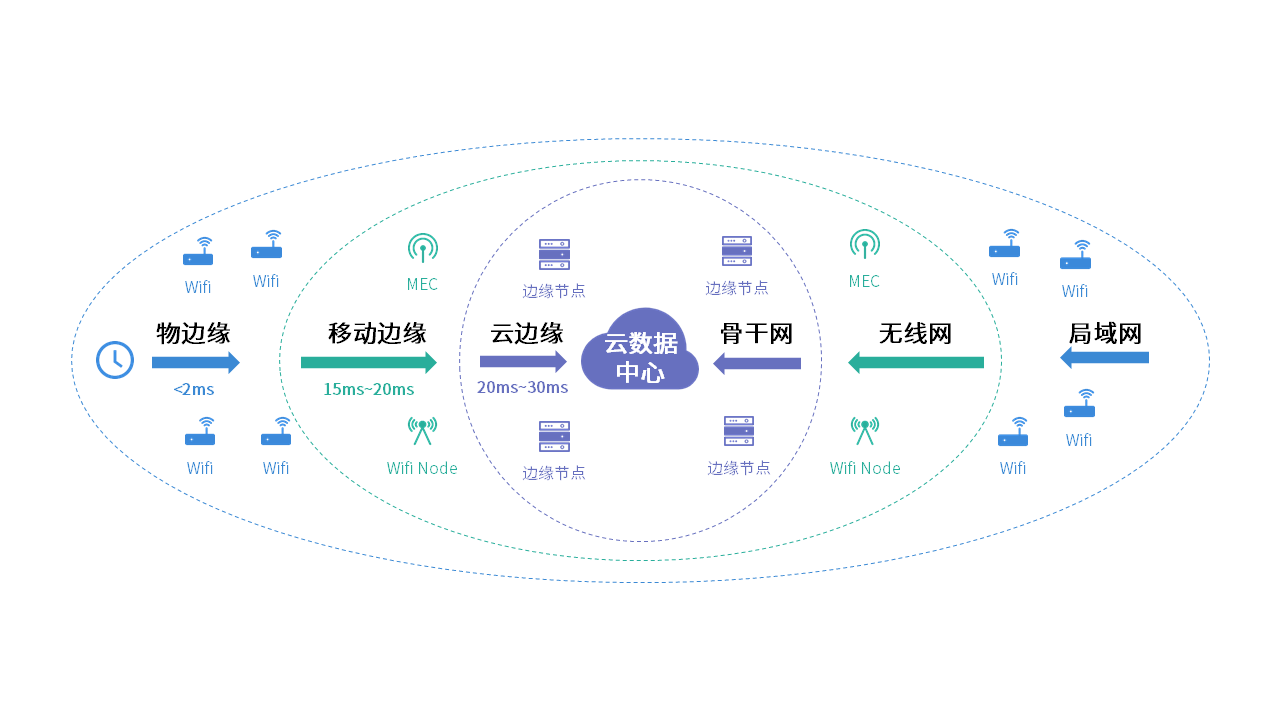 Wifi
Wifi
MEC
边缘节点
边缘节点
MEC
Wifi
Wifi
物边缘
移动边缘
云边缘
云数据
中心
骨干网
无线网
局域网
<2ms
15ms~20ms
20ms~30ms
Wifi
Wifi
Wifi Node
边缘节点
边缘节点
Wifi Node
Wifi
Wifi